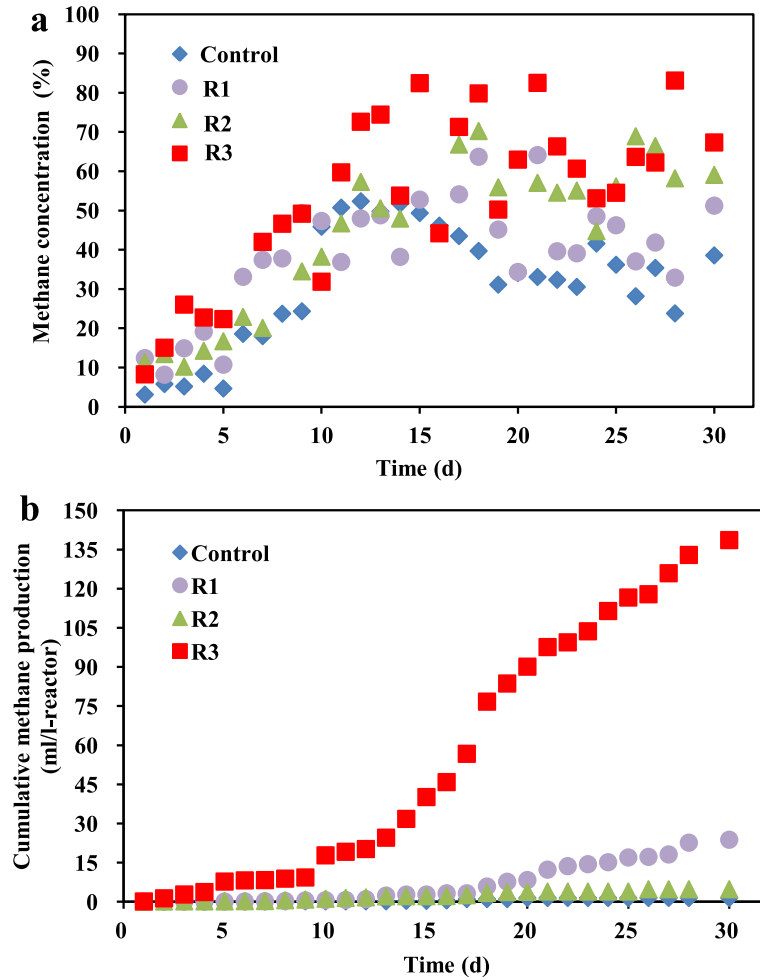 a
100
90
80
70
60
50
40
30
20
10
0
Methane concentration (%)
Control
R1
R2
R3
0 5 10 15 20 25 30
Time (d)
b
150
135
120
105
90
75
60
45
30
15
0
Cumulative methane production
(ml/l-reactor)
Control
R1
R2
R3
0 5 10 15 20 25 30
Time (d)